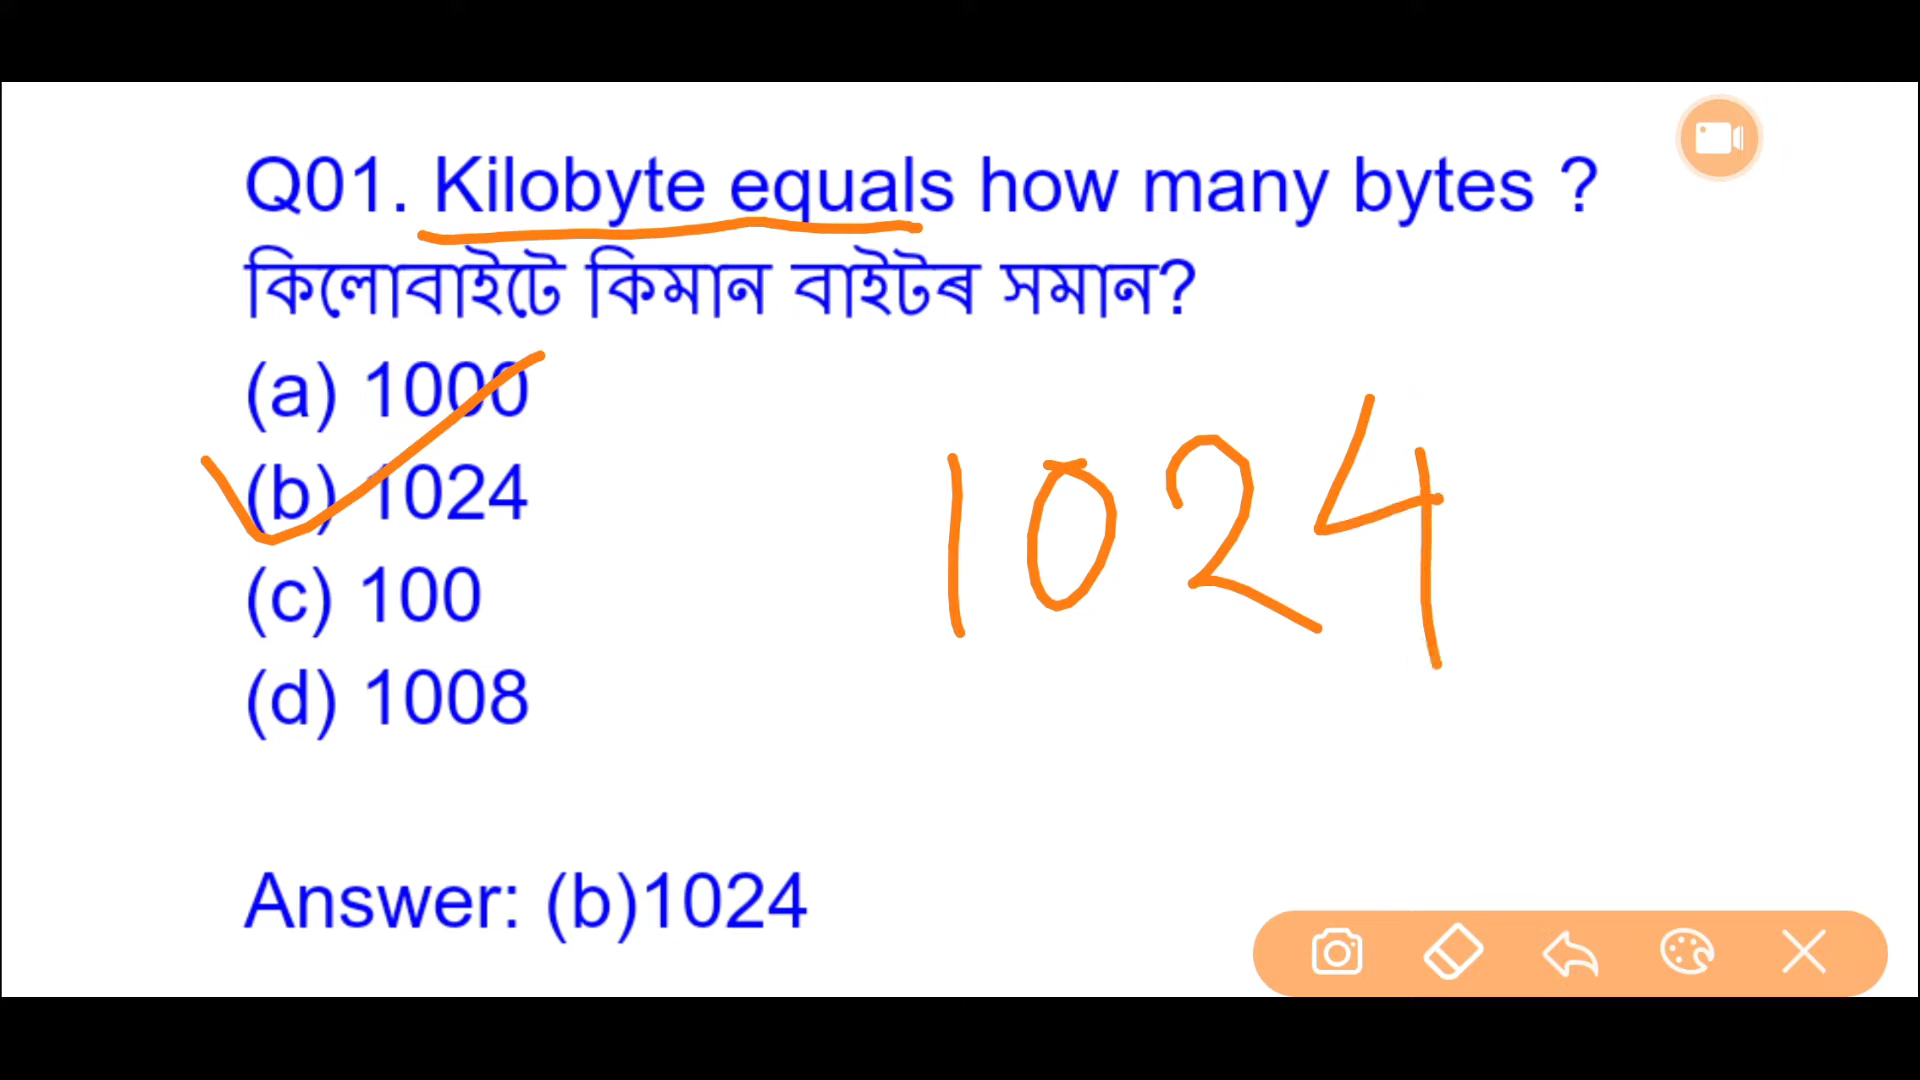 Q01. Kilobyte equals how many bytes ?
কিলোবাইটে কিমান বাইটৰ সমান?
(a) 1000
(b) 1024
1024
(c) 100
(d) 1008
Answer: (b)1024